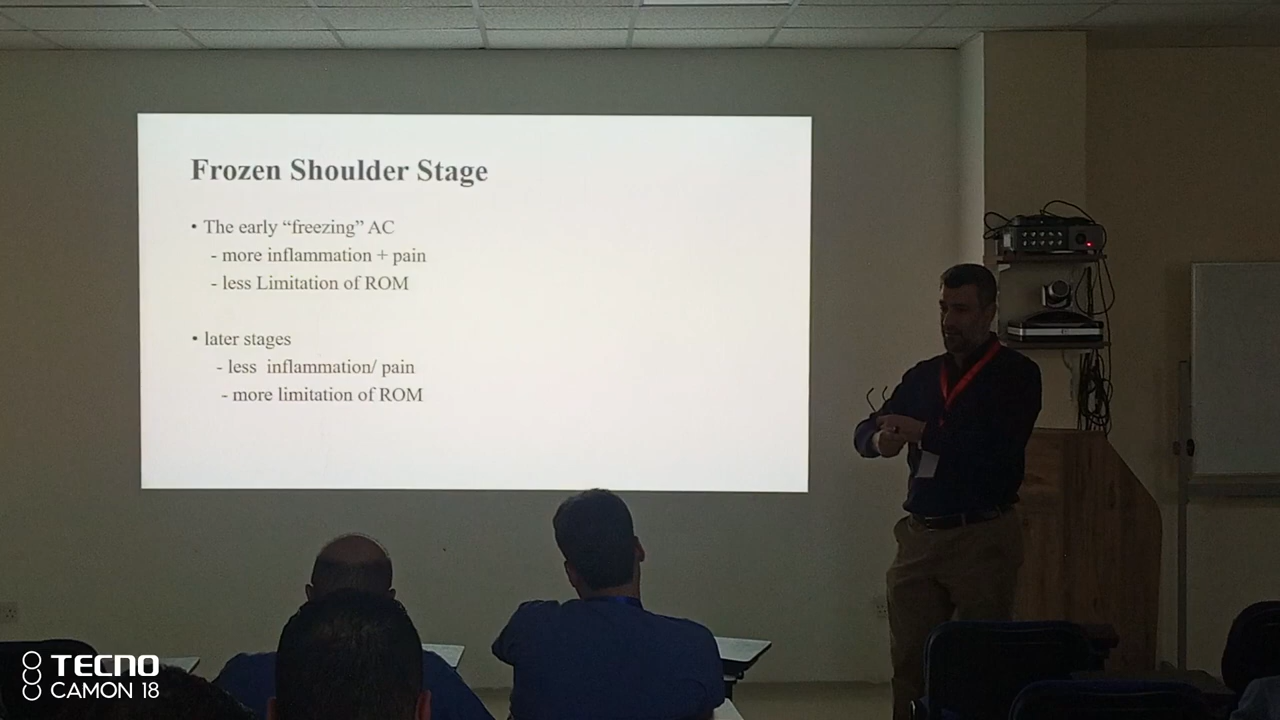 Frozen Shoulder Stage
• The early “freezing” AC
- more inflammation + pain
- less Limitation of ROM
• later stages
- less inflammation/ pain
- more limitation of ROM
TECNO
CAMON 18